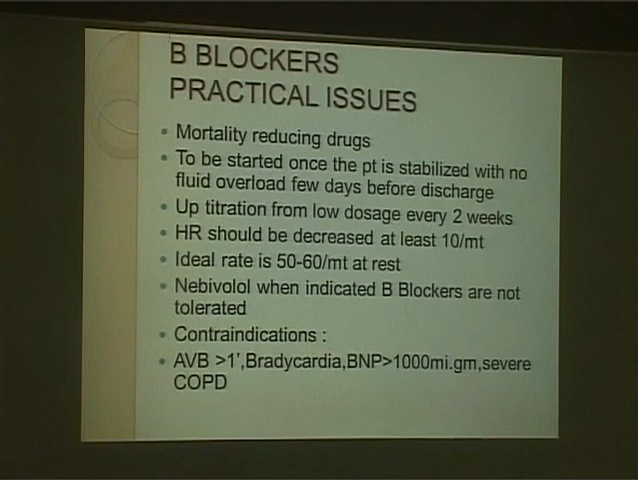 B BLOCKERS
PRACTICAL ISSUES
Mortality reducing drugs
To be started once the pt is stabilized with no
fluid overload few days before discharge
Up titration from low dosage every 2 weeks
HR should be decreased at least 10/mt
Ideal rate is 50-60/mt at rest
Nebivolol when indicated B Blockers are not
tolerated
Contraindications :
AVB >1',Bradycardia,BNP>1000mi.gm,severe
COPD